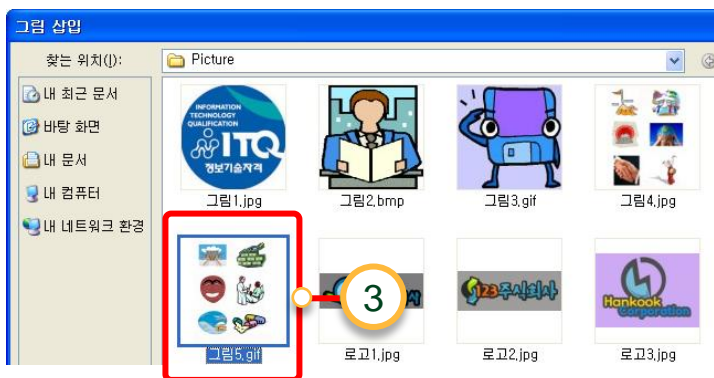 그림 삽입
찾는 위치(I):
Picture
내 최근 문서
바탕 화면
내 문서
내 컴퓨터
내 네트워크 환경
INFORMATION
TECHNOLOGY
QUALIFICATION
ITQ
정보기술자격
그림1.jpg
그림2.bmp
그림3.gif
그림4.jpg
3
123주식회사
Hankook
Corporation
그림5.gif
로고1.jpg
로고2.jpg
로고3.jpg